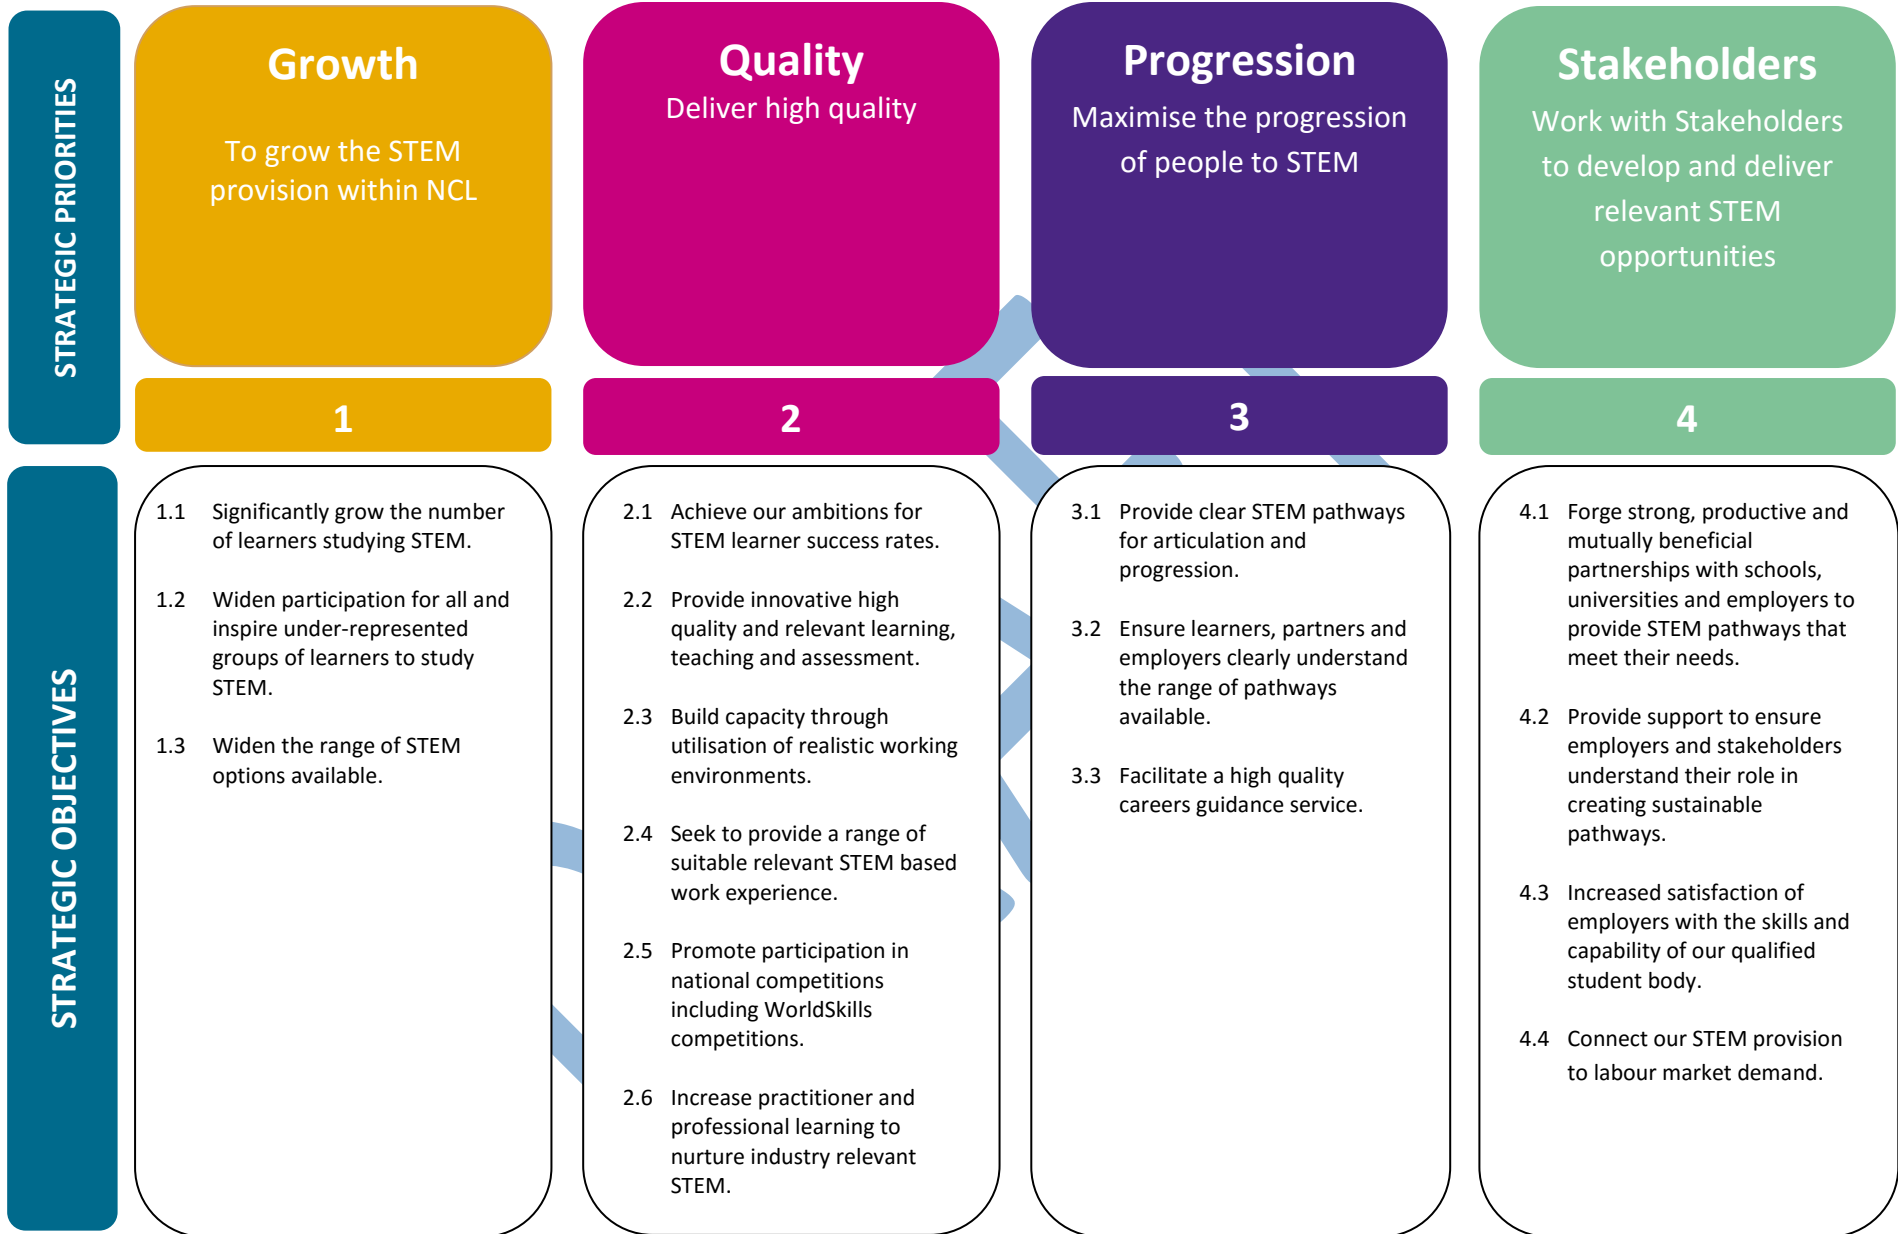 STRATEGIC PRIORITIES
Growth
To grow the STEM
provision within NCL
Quality
Deliver high quality
Progression
Maximise the progression
of people to STEM
Stakeholders
Work with Stakeholders
to develop and deliver
relevant STEM
opportunities
1
2
3
4
STRATEGIC OBJECTIVES
1.1 Significantly grow the number
of learners studying STEM.
1.2 Widen participation for all and
inspire under-represented
groups of learners to study
STEM.
1.3 Widen the range of STEM
options available.
2.1 Achieve our ambitions for
STEM learner success rates.
2.2 Provide innovative high
quality and relevant learning,
teaching and assessment.
2.3 Build capacity through
utilisation of realistic working
environments.
2.4 Seek to provide a range of
suitable relevant STEM based
work experience.
2.5 Promote participation in
national competitions
including WorldSkills
competitions.
2.6 Increase practitioner and
professional learning to
nurture industry relevant
STEM.
3.1 Provide clear STEM pathways
for articulation and
progression.
3.2 Ensure learners, partners and
employers clearly understand
the range of pathways
available.
3.3 Facilitate a high quality
careers guidance service.
4.1 Forge strong, productive and
mutually beneficial
partnerships with schools,
universities and employers to
provide STEM pathways that
meet their needs.
4.2 Provide support to ensure
employers and stakeholders
understand their role in
creating sustainable
pathways.
4.3 Increased satisfaction of
employers with the skills and
capability of our qualified
student body.
4.4 Connect our STEM provision
to labour market demand.